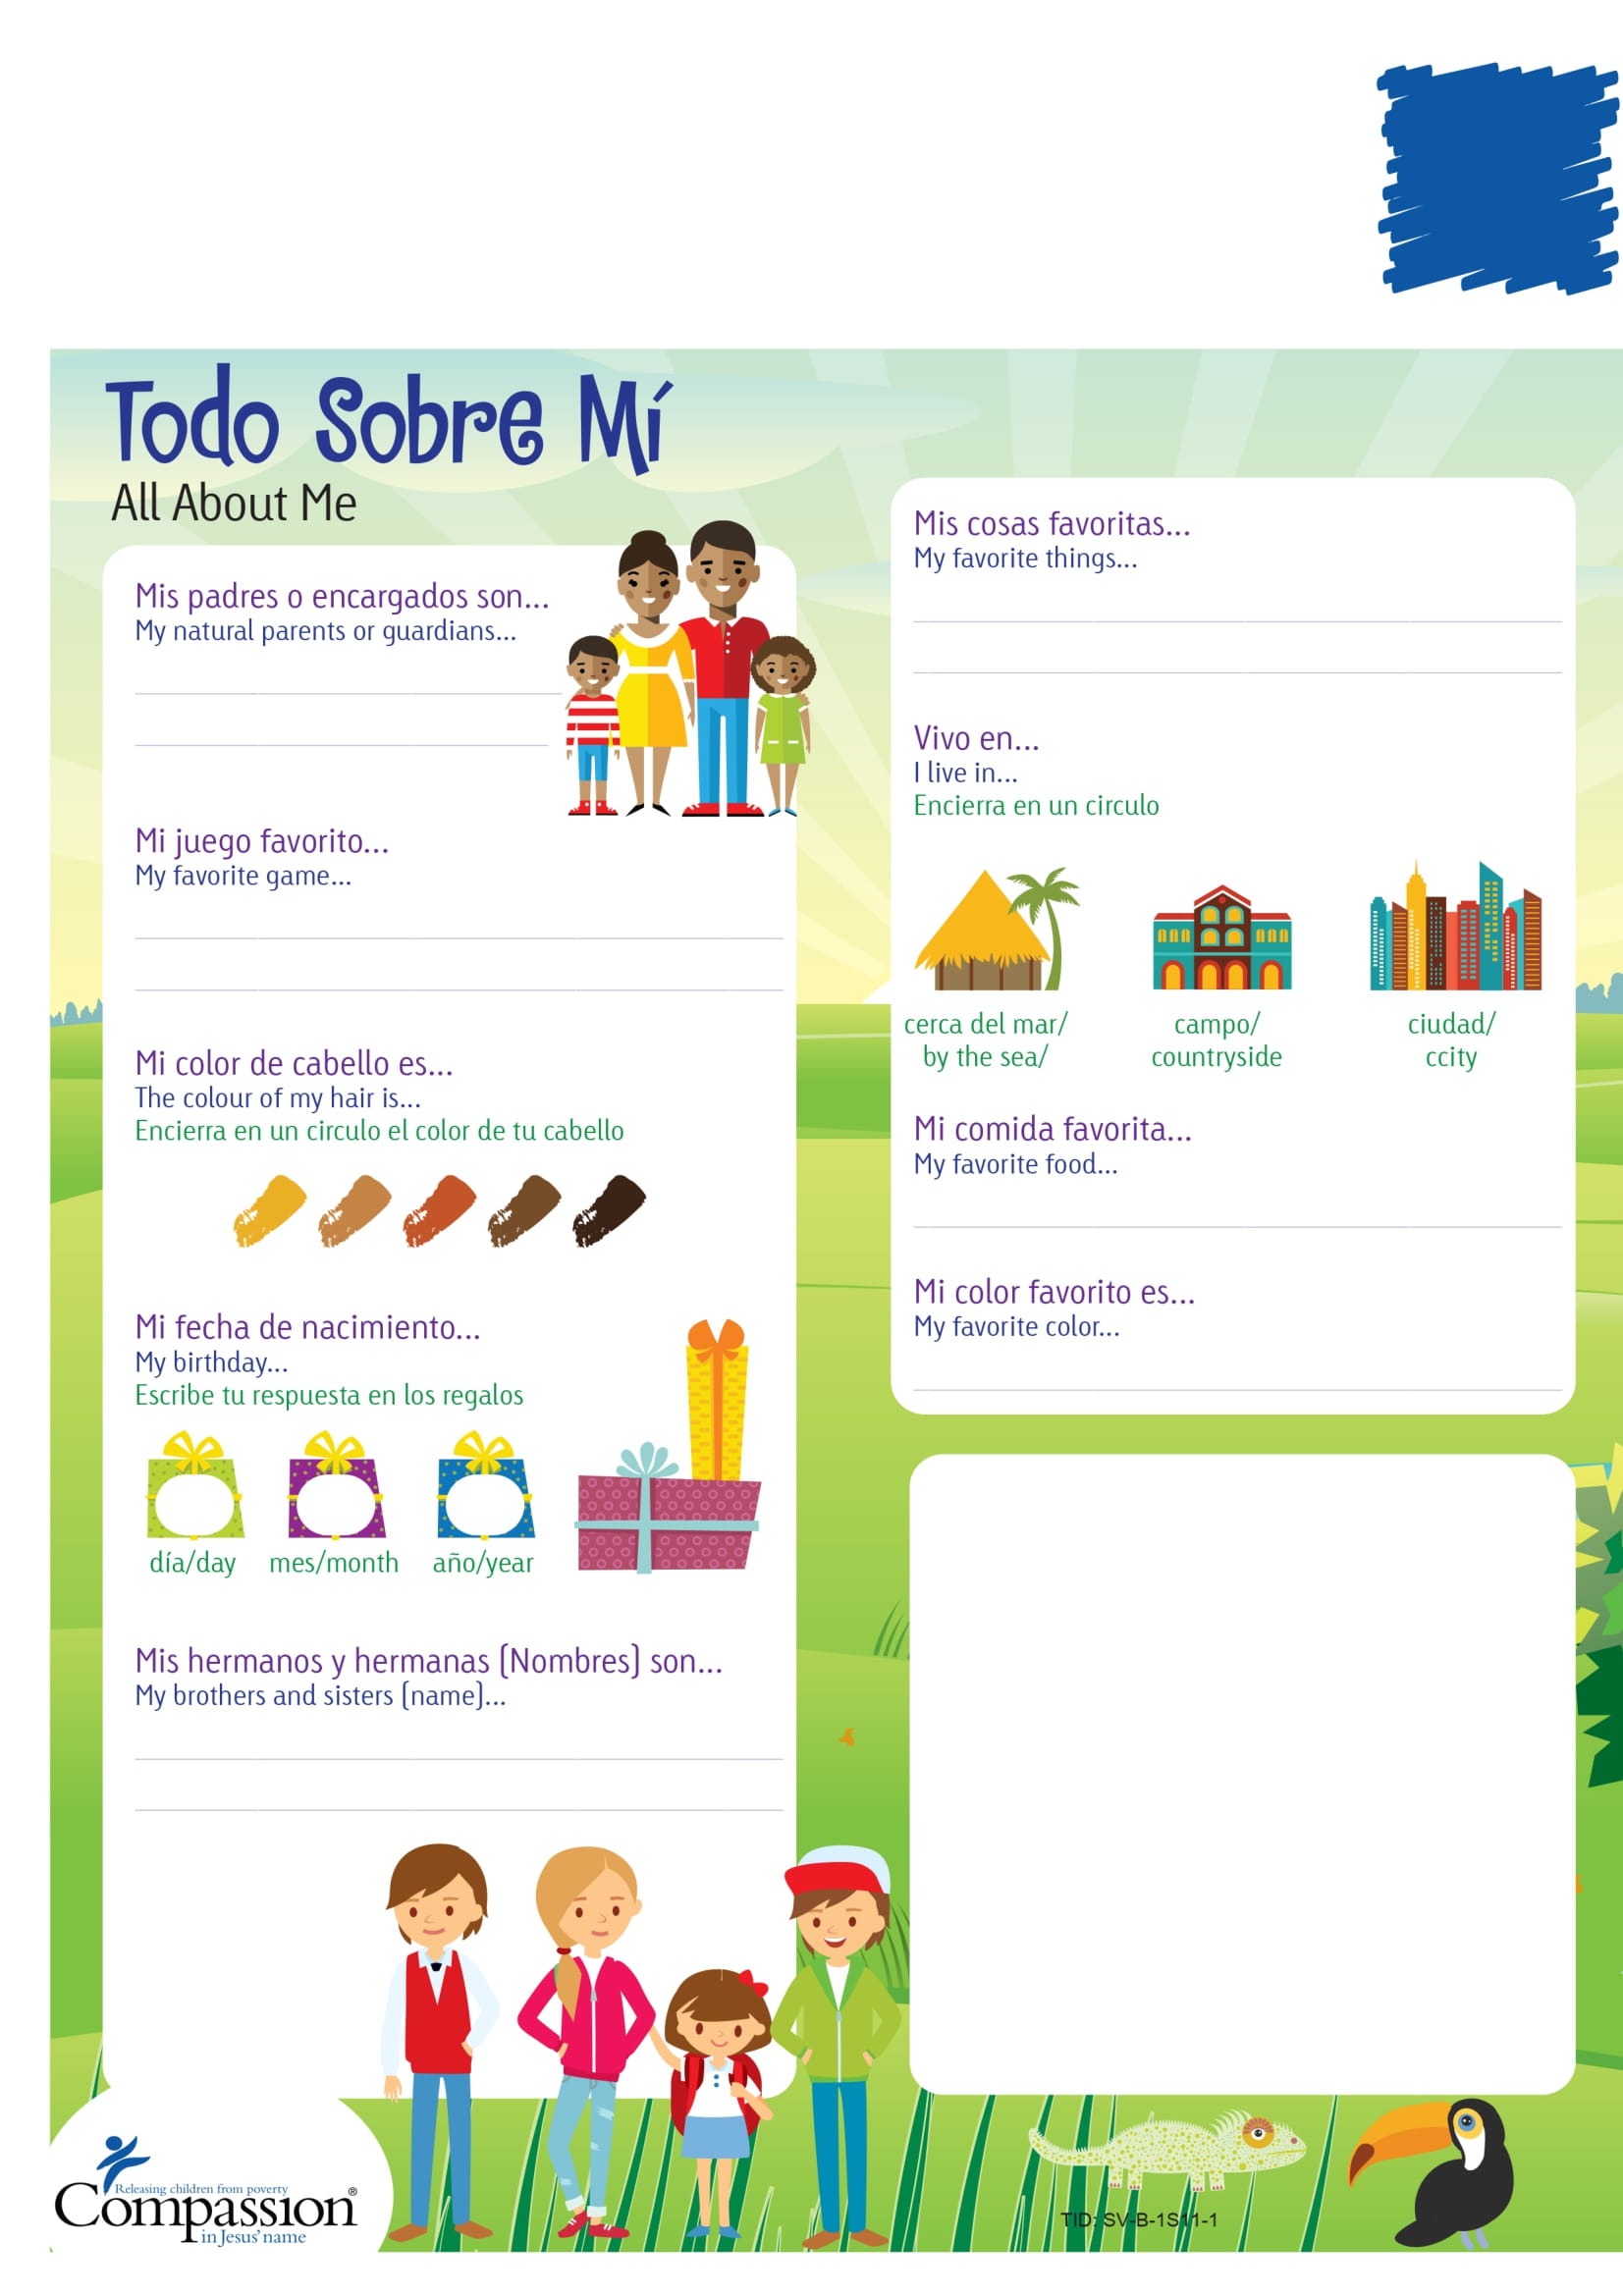 Todo Sobre Mí
All About Me
Mis padres o encargados son...
My natural parents or guardians...
Mi juego favorito...
My favorite game...
Mi color de cabello es...
The colour of my hair is...
Encierra en un circulo el color de tu cabello
Mi fecha de nacimiento...
My birthday...
Escribe tu respuesta en los regalos
día/day mes/month año/year
Mis hermanos y hermanas (Nombres) son...
My brothers and sisters (name)...
Mis cosas favoritas...
My favorite things...
Vivo en...
I live in...
Encierra en un circulo
cerca del mar/ campo/ ciudad/
by the sea/ countryside ccity
Mi comida favorita...
My favorite food...
Mi color favorito es...
My favorite color...
Releasing children from poverty
Compassion®
in Jesus' name
TID: SV-B-1S11-1